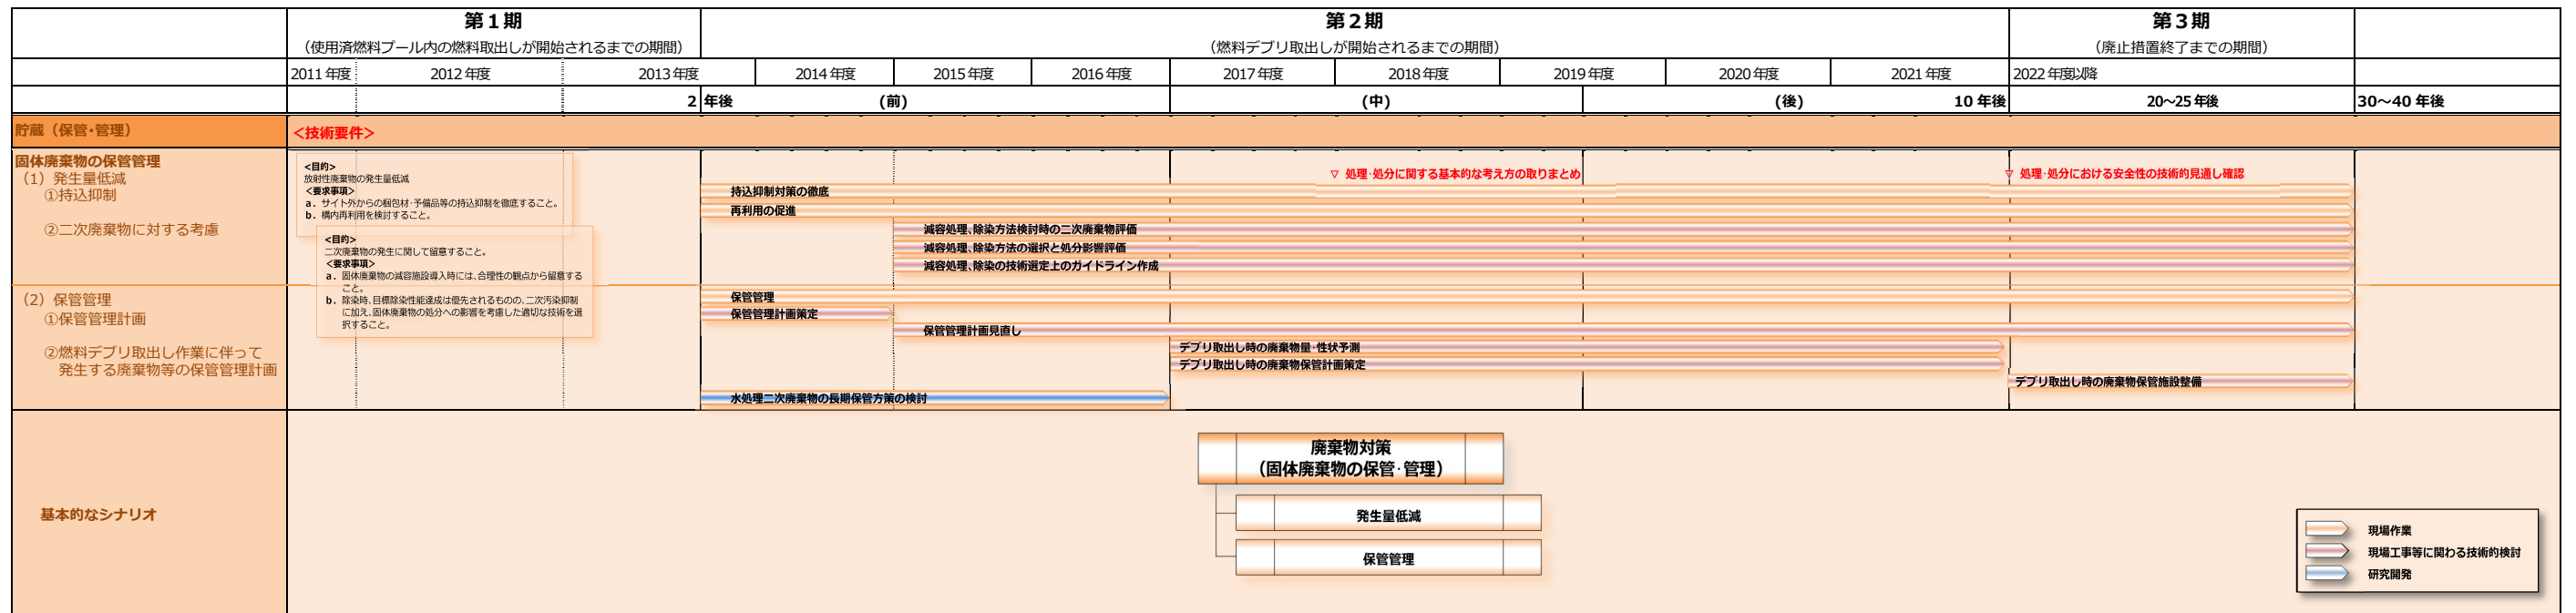 第１期
（使用済燃料プール内の燃料取出しが開始されるまでの期間）
第２期
（燃料デブリ取出しが開始されるまでの期間）
第３期
（廃止措置終了までの期間）
2011年度
2012年度
2013年度
2014年度
2015年度
2016年度
2017年度
2018年度
2019年度
2020年度
2021年度
2022年度以降
2 年後
（前）
（中）
（後）
10 年後
20～25 年後
30～40 年後
貯蔵（保管・管理）
<技術要件>
固体廃棄物の保管管理
（1）発生量低減
①持込抑制
②二次廃棄物に対する考慮
<目的>
放射性廃棄物の発生量低減
<要求事項>
a．サイト外からの梱包材・予備品等の持込抑制を徹底すること。
b．構内再利用を検討すること。
<目的>
二次廃棄物の発生に関して留意すること。
<要求事項>
a．固体廃棄物の減容施設導入時には、合理性の観点から留意する
こと。
b．除染時、目標除染性能達成は優先されるものの、二次汚染抑制
に加え、固体廃棄物の処分への影響を考慮した適切な技術を選
択すること。
▽ 処理・処分に関する基本的な考え方の取りまとめ
▽ 処理・処分における安全性の技術的見通し確認
持込抑制対策の徹底
再利用の促進
減容処理、除染方法検討時の二次廃棄物評価
減容処理、除染方法の選択と処分影響評価
減容処理、除染の技術選定上のガイドライン作成
（2）保管管理
①保管管理計画
②燃料デブリ取出し作業に伴って
発生する廃棄物等の保管管理計画
保管管理
保管管理計画策定
保管管理計画見直し
デブリ取出し時の廃棄物量・性状予測
デブリ取出し時の廃棄物保管計画策定
デブリ取出し時の廃棄物保管施設整備
水処理二次廃棄物の長期保管方策の検討
基本的なシナリオ
廃棄物対策
（固体廃棄物の保管・管理）
発生量低減
保管管理
現場作業
現場工事等に関わる技術的検討
研究開発